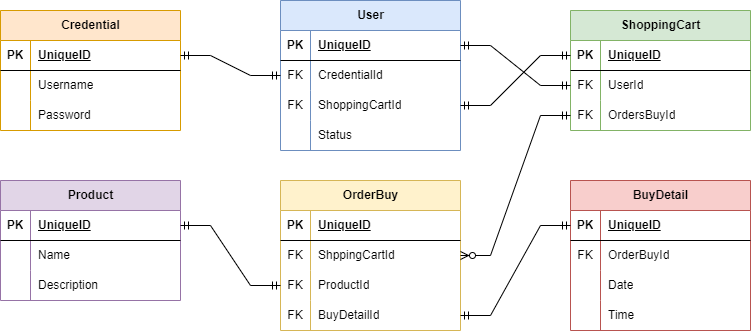 Credential
PK UniqueID
Username
Password
User
PK UniqueID
FK CredentialId
FK ShoppingCartId
Status
ShoppingCart
PK UniqueID
FK UserId
FK OrdersBuyId
Product
PK UniqueID
Name
Description
OrderBuy
PK UniqueID
FK ShppingCartId
FK ProductId
FK BuyDetailId
BuyDetail
PK UniqueID
FK OrderBuyId
Date
Time